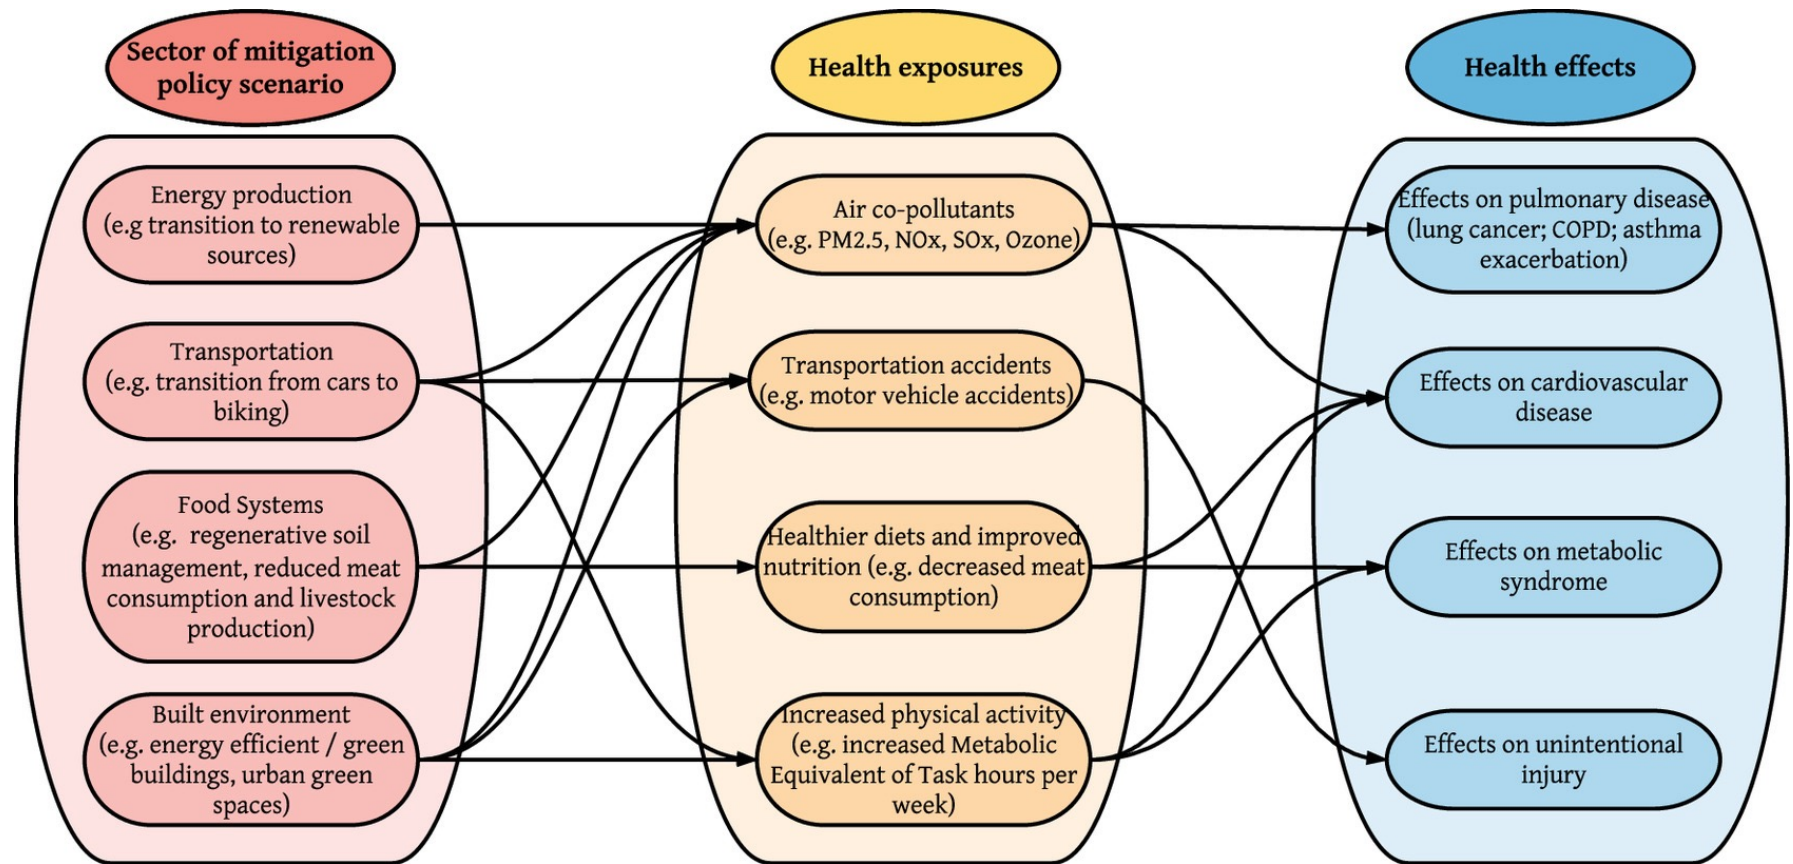 Sector of mitigation
policy scenario
Health exposures
Health effects
Energy production
(e.g transition to renewable
sources)
Transportation
(e.g. transition from cars to
biking)
Food Systems
(e.g.  regenerative soil
management, reduced meat
consumption and livestock
production)
Built environment
(e.g. energy efficient / green
buildings, urban green
spaces)
Air co-pollutants
(e.g. PM2.5, NOx, SOx, Ozone)
Transportation accidents
(e.g. motor vehicle accidents)
Healthier diets and improved
nutrition (e.g. decreased meat
consumption)
Increased physical activity
(e.g. increased Metabolic
Equivalent of Task hours per
week)
Effects on pulmonary disease
(lung cancer; COPD; asthma
exacerbation)
Effects on cardiovascular
disease
Effects on metabolic
syndrome
Effects on unintentional
injury